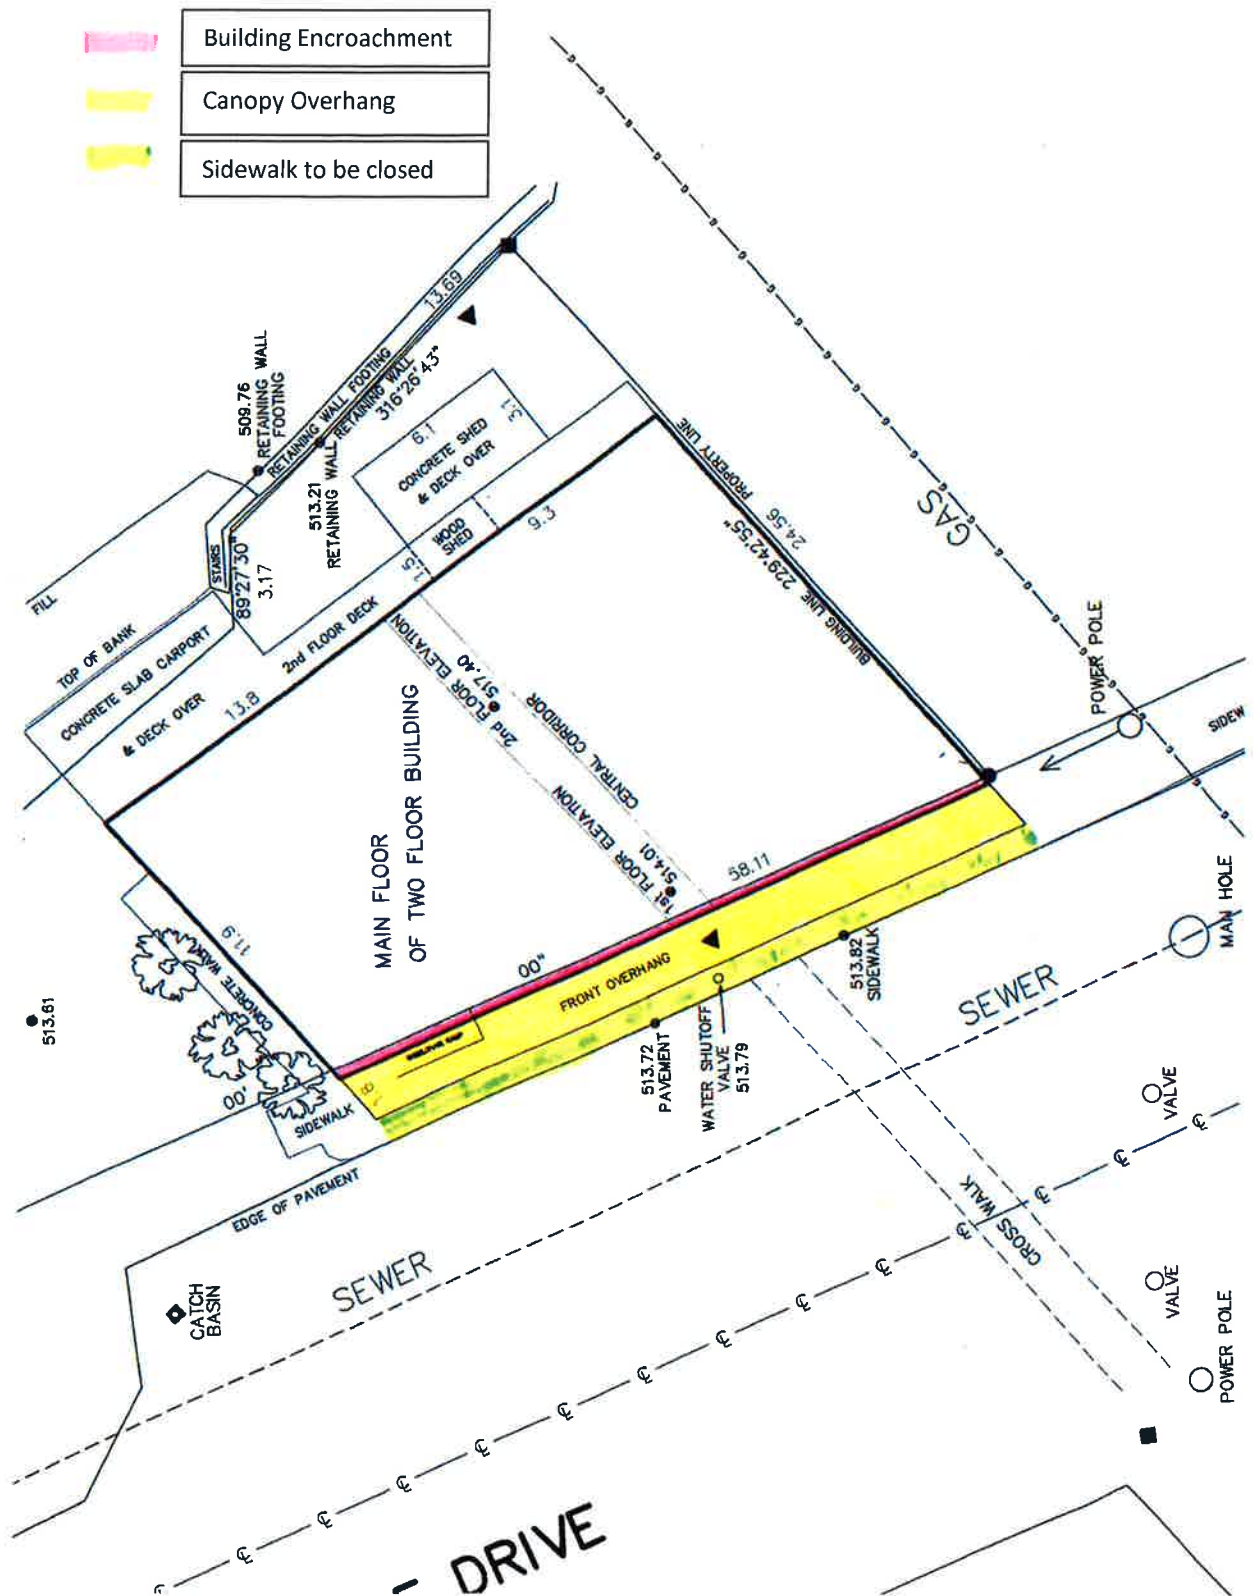 Building Encroachment
Canopy Overhang
Sidewalk to be closed
13.69
509.76
RETAINING WALL
FOOTING
RETAINING WALL FOOTING
RETAINING WALL
316°26'43"
513.21
RETAINING WALL
6.1
3.1
CONCRETE SHED
& DECK OVER
WOOD
SHED
1.5
9.3
PROPERTY LINE
24.56
229°42'55"
BUILDING LINE
GAS
STAIRS
89°27'30"
3.17
FILL
TOP OF BANK
CONCRETE SLAB CARPORT
& DECK OVER
2nd FLOOR DECK
13.8
517.40
2nd FLOOR ELEVATION
CENTRAL CORRIDOR
1st FLOOR ELEVATION
514.01
MAIN FLOOR
OF TWO FLOOR BUILDING
POWER POLE
SIDEW
58.11
00"
FRONT OVERHANG
1.8
11.9
CONCRETE WALK
513.61
00'
SIDEWALK
EDGE OF PAVEMENT
513.72
PAVEMENT
WATER SHUTOFF
VALVE
513.79
513.82
SIDEWALK
MAN HOLE
SEWER
SEWER
CATCH
BASIN
CROSS WALK
VALVE
VALVE
POWER POLE
DRIVE